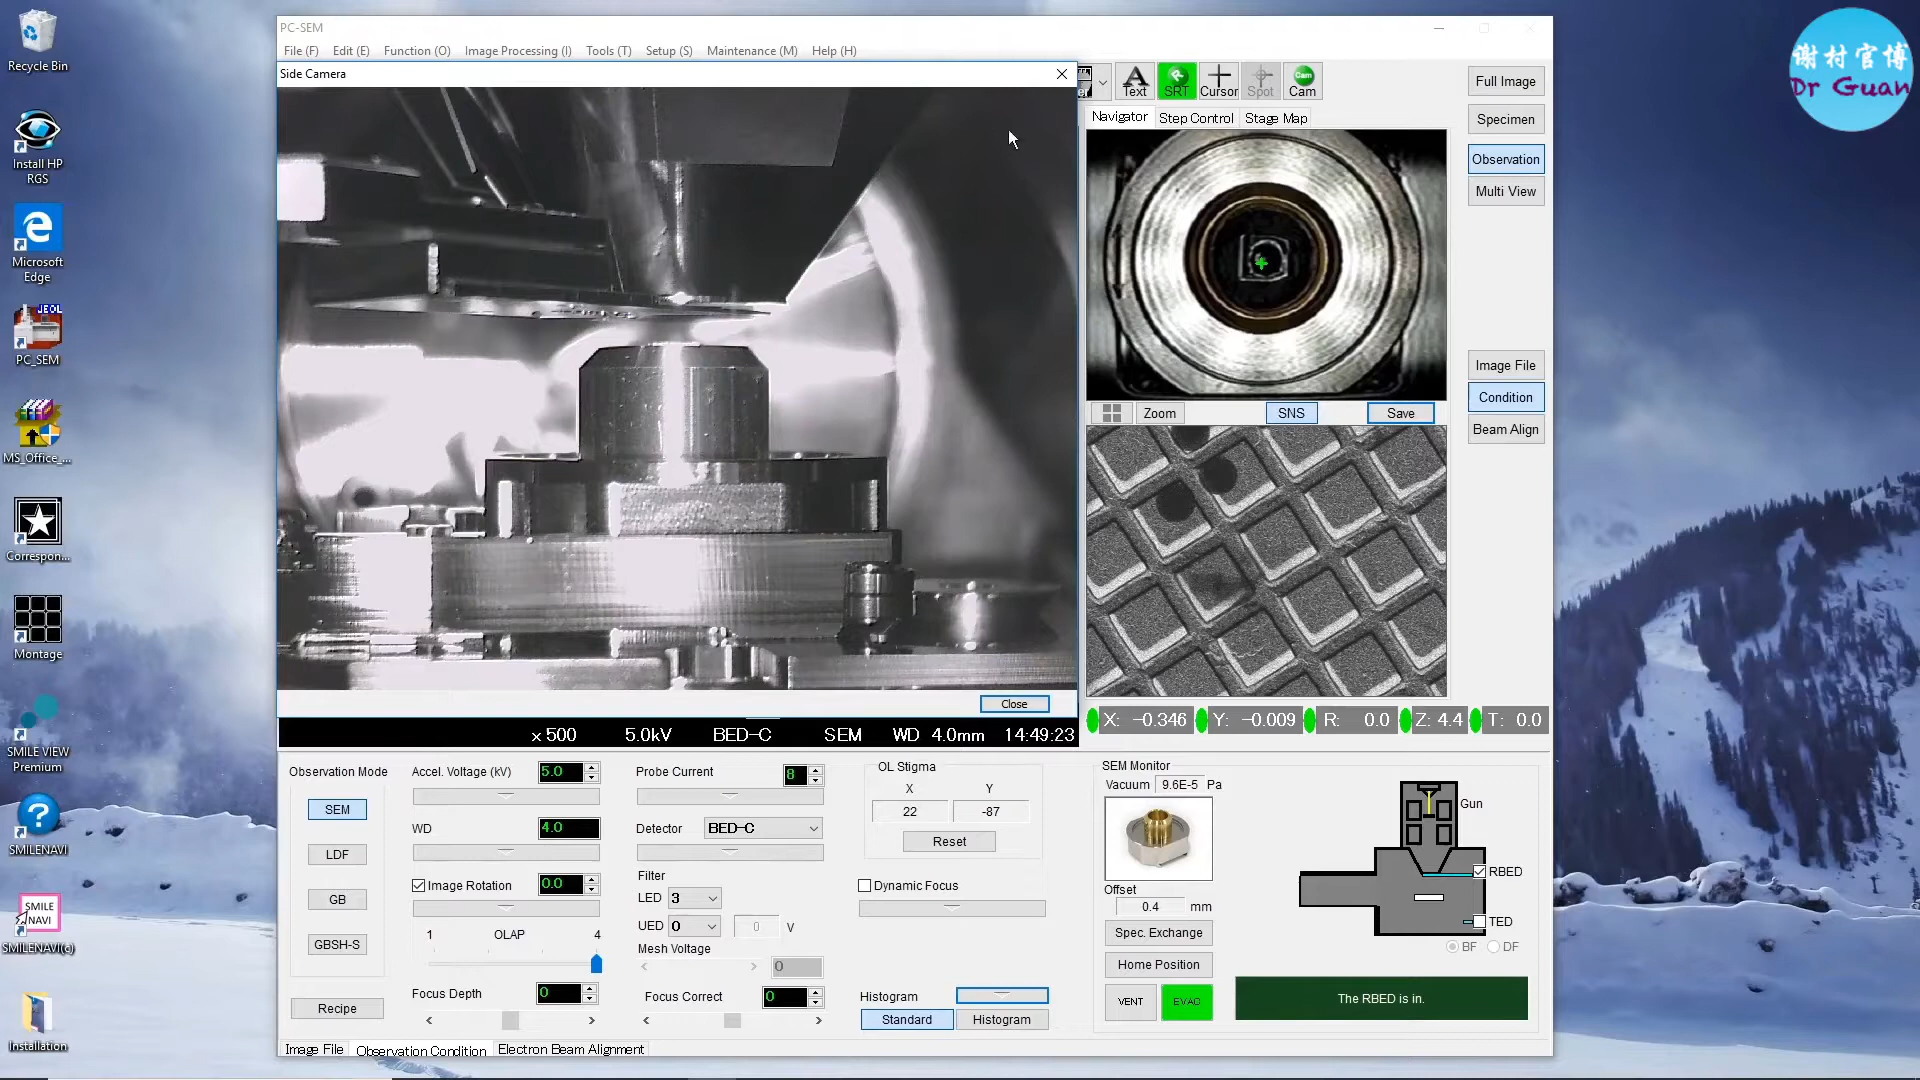 Recycle Bin
Install HP
RGS
Microsoft
Edge
JEOL
PC_SEM
MS_Office_...
Correspon...
Montage
SMILE VIEW
Premium
SMILENAVI
SMILE
NAVI
SMILENAVI(c)
Installation
PC-SEM
File (F) Edit (E) Function (O) Image Processing (I) Tools (T) Setup (S) Maintenance (M) Help (H)
Side Camera
Close
er Text SRT Cursor Spot Cam Cam
Navigator Step Control Stage Map
Zoom SNS Save
Full Image
Specimen
Observation
Multi View
Image File
Condition
Beam Align
谢村官博
Dr Guan
x 500 5.0kV BED-C SEM WD 4.0mm 14:49:23
X: -0.346 Y: -0.009 R: 0.0 Z: 4.4 T: 0.0
Observation Mode
SEM
LDF
GB
GBSH-S
Recipe
Accel. Voltage (kV) 5.0
WD 4.0
Image Rotation 0.0
1 OLAP 4
Focus Depth 0
Probe Current 8
Detector BED-C
Filter
LED 3
UED 0 0 V
Mesh Voltage
0
Focus Correct 0
OL Stigma
X Y
22 -87
Reset
Dynamic Focus
Histogram
Standard Histogram
SEM Monitor
Vacuum 9.6E-5 Pa
Offset
0.4 mm
Spec. Exchange
Home Position
VENT EVAC
Gun
RBED
TED
BF DF
The RBED is in.
Image File Observation Condition Electron Beam Alignment